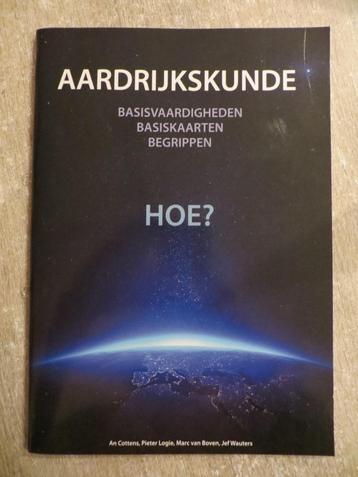 AARDRIJKSKUNDE
BASISVAARDIGHEDEN
BASISKAARTEN
BEGRIPPEN
HOE?
An Cottens, Pieter Logie, Marc van Boven, Jef Wauters